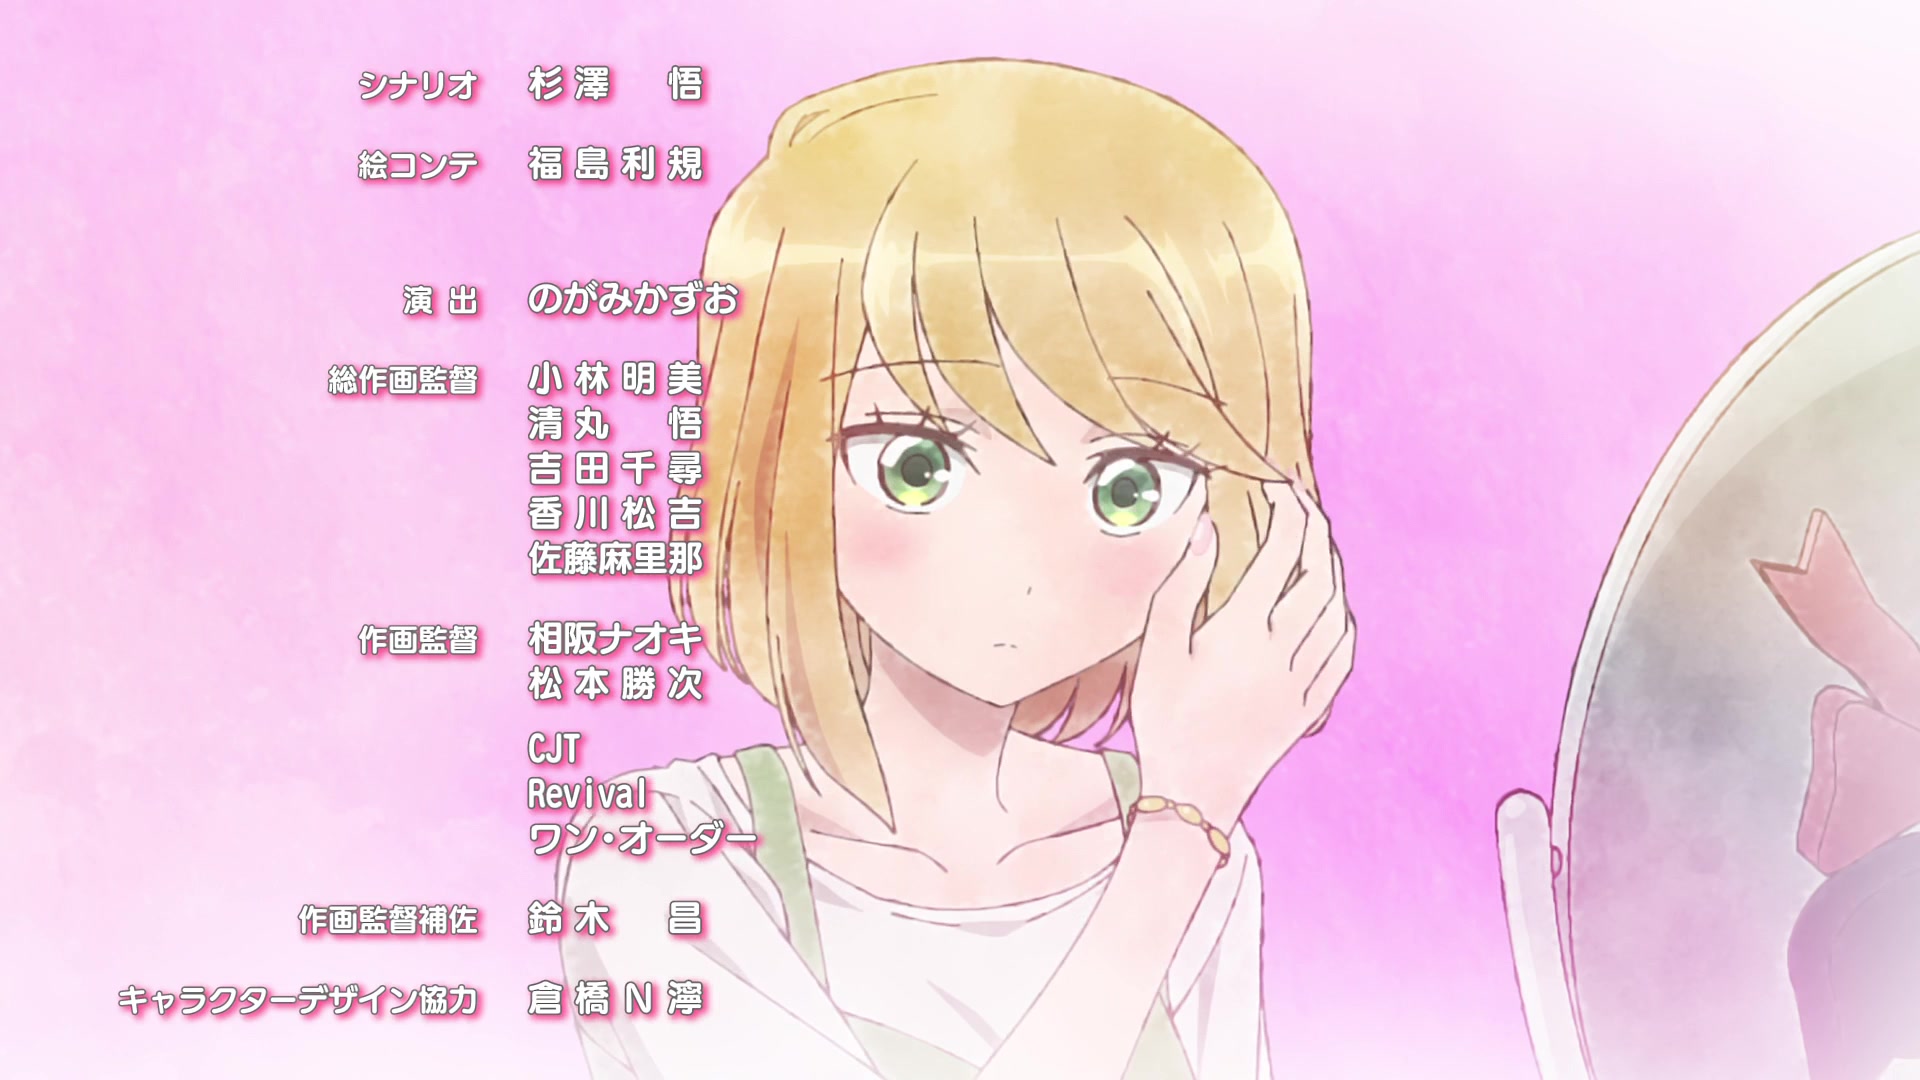 シナリオ 杉澤 悟
絵コンテ 福島利規
演出 のがみかずお
総作画監督 小林明美
清丸 悟
吉田千尋
香川松吉
佐藤麻里那
作画監督 相阪ナオキ
松本勝次
CJT
Revival
ワン・オーダー
作画監督補佐 鈴木 昌
キャラクターデザイン協力 倉橋N濘